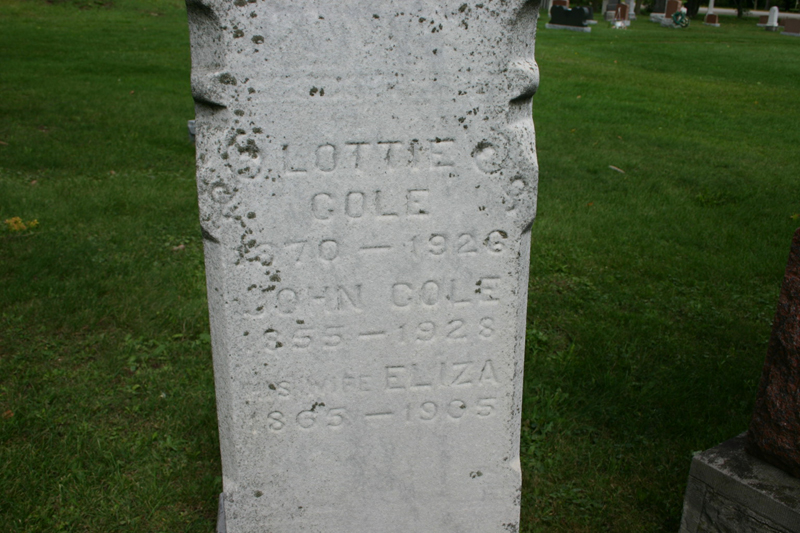 LOTTIE
COLE
1870 — 1926
JOHN COLE
1855 — 1928
HIS WIFE ELIZA
1865 — 1905